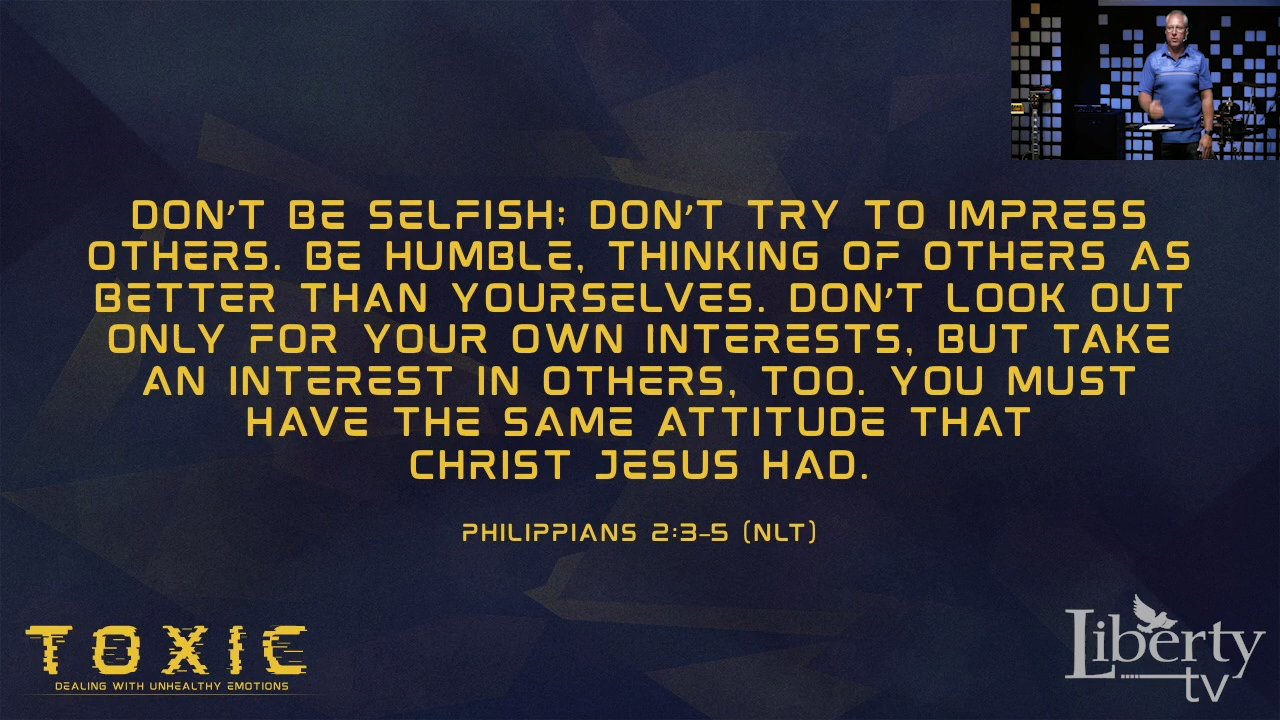 DON'T BE SELFISH; DON'T TRY TO IMPRESS
OTHERS. BE HUMBLE, THINKING OF OTHERS AS
BETTER THAN YOURSELVES. DON'T LOOK OUT
ONLY FOR YOUR OWN INTERESTS, BUT TAKE
AN INTEREST IN OTHERS, TOO. YOU MUST
HAVE THE SAME ATTITUDE THAT
CHRIST JESUS HAD.
PHILIPPIANS 2:3-5 (NLT)
TOXIC
DEALING WITH UNHEALTHY EMOTIONS
Liberty
tv